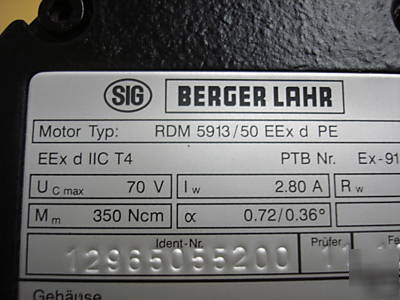 SIG BERGER LAHR
Motor Typ: RDM 5913/50 EEx d PE
EEx d IIC T4 PTB Nr. Ex-91
U C max 70 V I w 2.80 A R w
M m 350 Ncm α 0.72/0.36°
Ident-Nr. Prüfer
12965055200 11
Gehäuse